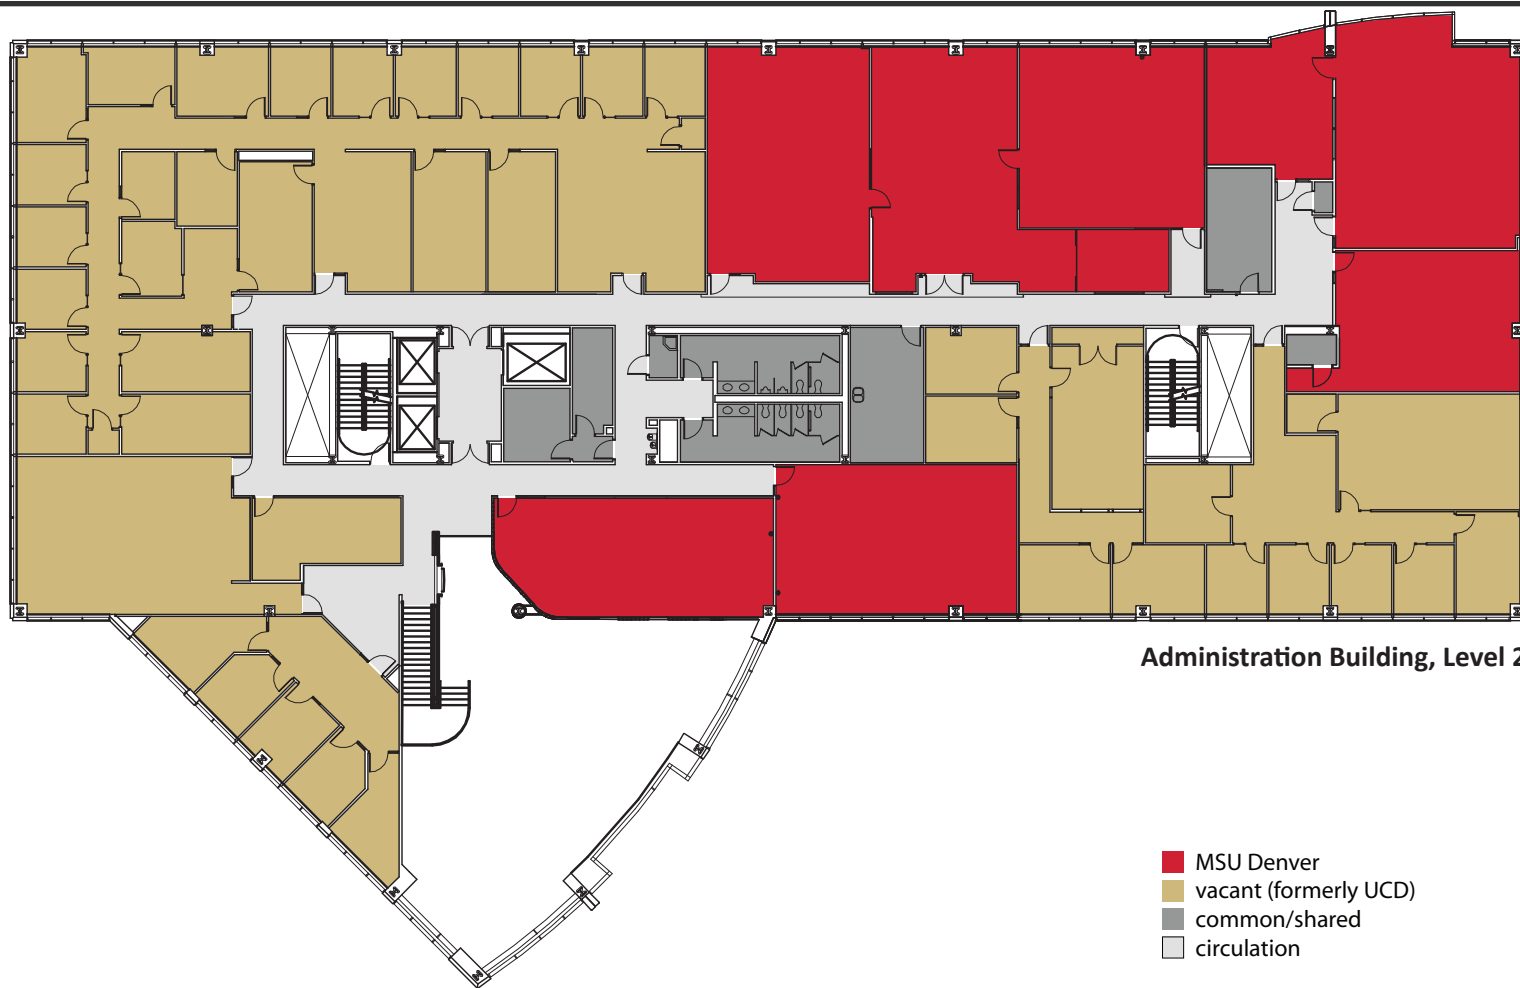 Administration Building, Level 2
MSU Denver
vacant (formerly UCD)
common/shared
circulation